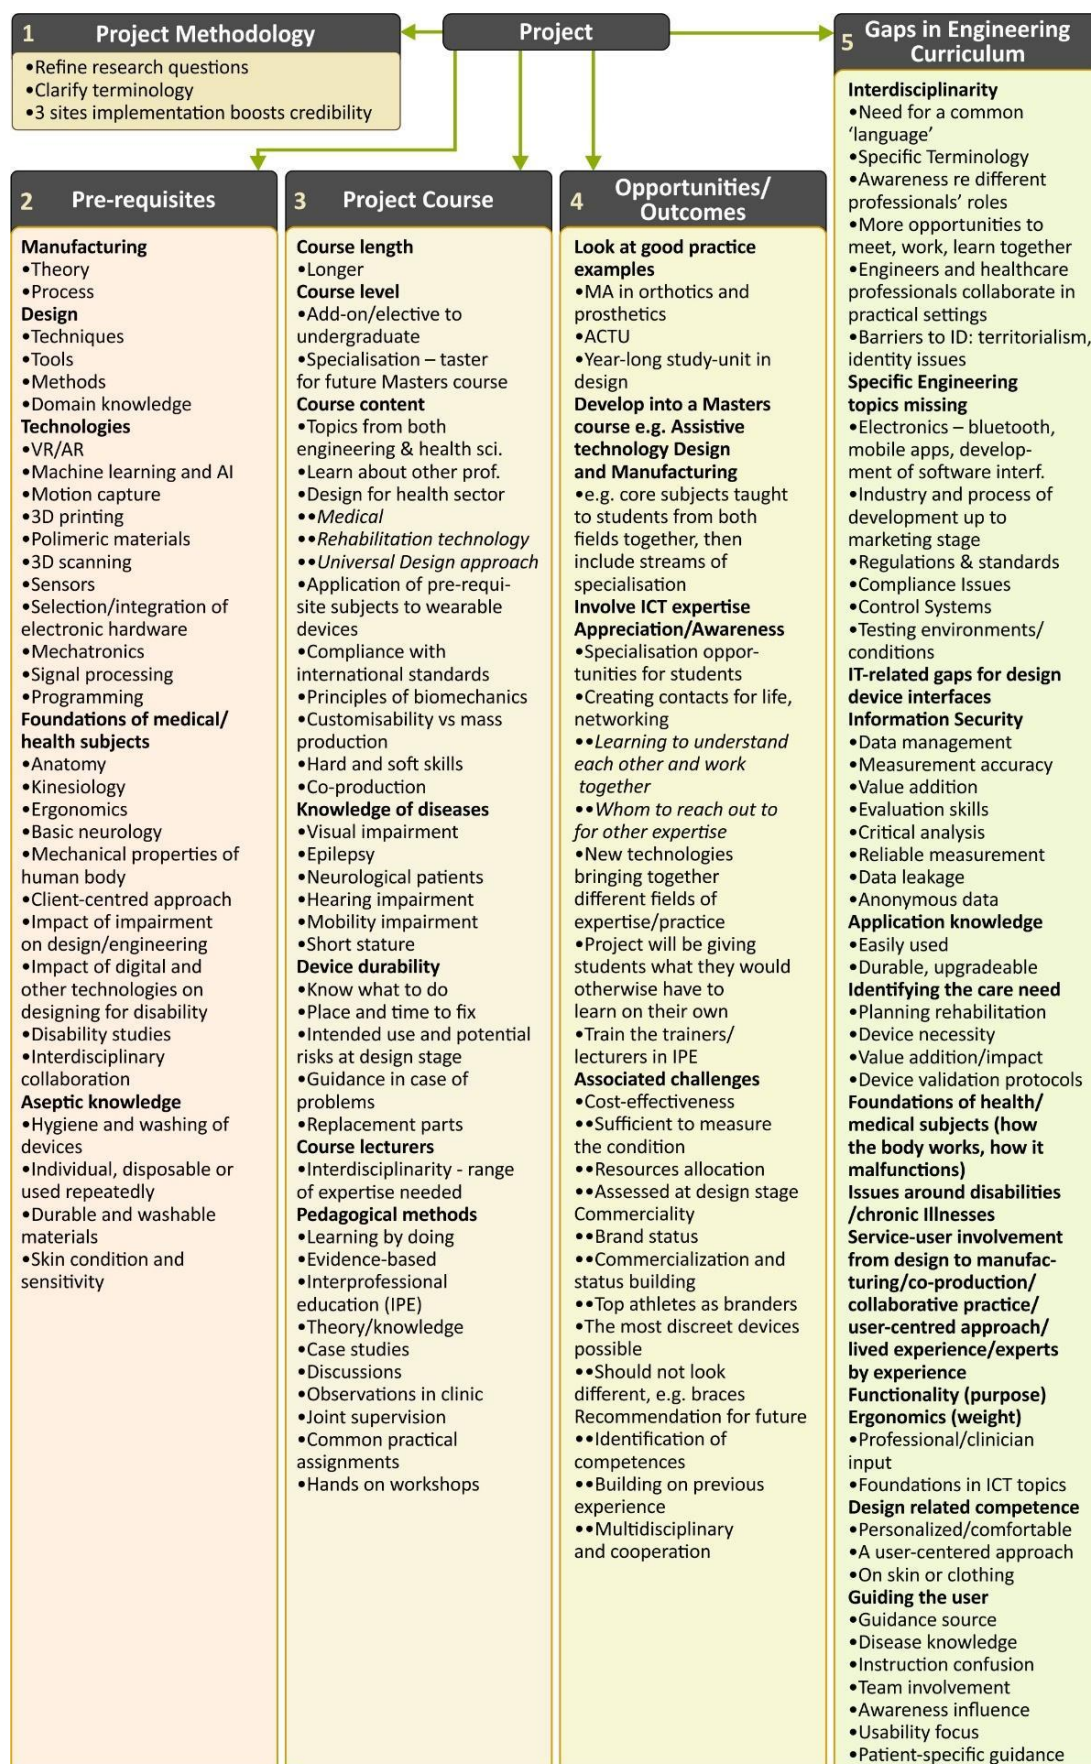 Project
1 Project Methodology
•Refine research questions
•Clarify terminology
•3 sites implementation boosts credibility
2 Pre-requisites
Manufacturing
•Theory
•Process
Design
•Techniques
•Tools
•Methods
•Domain knowledge
Technologies
•VR/AR
•Machine learning and AI
•Motion capture
•3D printing
•Polimeric materials
•3D scanning
•Sensors
•Selection/integration of
electronic hardware
•Mechatronics
•Signal processing
•Programming
Foundations of medical/
health subjects
•Anatomy
•Kinesiology
•Ergonomics
•Basic neurology
•Mechanical properties of
human body
•Client-centred approach
•Impact of impairment
on design/engineering
•Impact of digital and
other technologies on
designing for disability
•Disability studies
•Interdisciplinary
collaboration
Aseptic knowledge
•Hygiene and washing of
devices
•Individual, disposable or
used repeatedly
•Durable and washable
materials
•Skin condition and
sensitivity
3 Project Course
Course length
•Longer
Course level
•Add-on/elective to
undergraduate
•Specialisation – taster
for future Masters course
Course content
•Topics from both
engineering & health sci.
•Learn about other prof.
•Design for health sector
••Medical
••Rehabilitation technology
••Universal Design approach
•Application of pre-requi-
site subjects to wearable
devices
•Compliance with
international standards
•Principles of biomechanics
•Customisability vs mass
production
•Hard and soft skills
•Co-production
Knowledge of diseases
•Visual impairment
•Epilepsy
•Neurological patients
•Hearing impairment
•Mobility impairment
•Short stature
Device durability
•Know what to do
•Place and time to fix
•Intended use and potential
risks at design stage
•Guidance in case of
problems
•Replacement parts
Course lecturers
•Interdisciplinarity - range
of expertise needed
Pedagogical methods
•Learning by doing
•Evidence-based
•Interprofessional
education (IPE)
•Theory/knowledge
•Case studies
•Discussions
•Observations in clinic
•Joint supervision
•Common practical
assignments
•Hands on workshops
4 Opportunities/
Outcomes
Look at good practice
examples
•MA in orthotics and
prosthetics
•ACTU
•Year-long study-unit in
design
Develop into a Masters
course e.g. Assistive
technology Design
and Manufacturing
•e.g. core subjects taught
to students from both
fields together, then
include streams of
specialisation
Involve ICT expertise
Appreciation/Awareness
•Specialisation oppor-
tunities for students
•Creating contacts for life,
networking
••Learning to understand
each other and work
together
••Whom to reach out to
for other expertise
•New technologies
bringing together
different fields of
expertise/practice
•Project will be giving
students what they would
otherwise have to
learn on their own
•Train the trainers/
lecturers in IPE
Associated challenges
•Cost-effectiveness
••Sufficient to measure
the condition
••Resources allocation
••Assessed at design stage
Commerciality
••Brand status
••Commercialization and
status building
••Top athletes as branders
•The most discreet devices
possible
••Should not look
different, e.g. braces
Recommendation for future
••Identification of
competences
••Building on previous
experience
••Multidisciplinary
and cooperation
5 Gaps in Engineering
Curriculum
Interdisciplinarity
•Need for a common
‘language’
•Specific Terminology
•Awareness re different
professionals’ roles
•More opportunities to
meet, work, learn together
•Engineers and healthcare
professionals collaborate in
practical settings
•Barriers to ID: territorialism,
identity issues
Specific Engineering
topics missing
•Electronics – bluetooth,
mobile apps, develop-
ment of software interf.
•Industry and process of
development up to
marketing stage
•Regulations & standards
•Compliance Issues
•Control Systems
•Testing environments/
conditions
IT-related gaps for design
device interfaces
Information Security
•Data management
•Measurement accuracy
•Value addition
•Evaluation skills
•Critical analysis
•Reliable measurement
•Data leakage
•Anonymous data
Application knowledge
•Easily used
•Durable, upgradeable
Identifying the care need
•Planning rehabilitation
•Device necessity
•Value addition/impact
•Device validation protocols
Foundations of health/
medical subjects (how
the body works, how it
malfunctions)
Issues around disabilities
/chronic Illnesses
Service-user involvement
from design to manufac-
turing/co-production/
collaborative practice/
user-centred approach/
lived experience/experts
by experience
Functionality (purpose)
Ergonomics (weight)
•Professional/clinician
input
•Foundations in ICT topics
Design related competence
•Personalized/comfortable
•A user-centered approach
•On skin or clothing
Guiding the user
•Guidance source
•Disease knowledge
•Instruction confusion
•Team involvement
•Awareness influence
•Usability focus
•Patient-specific guidance